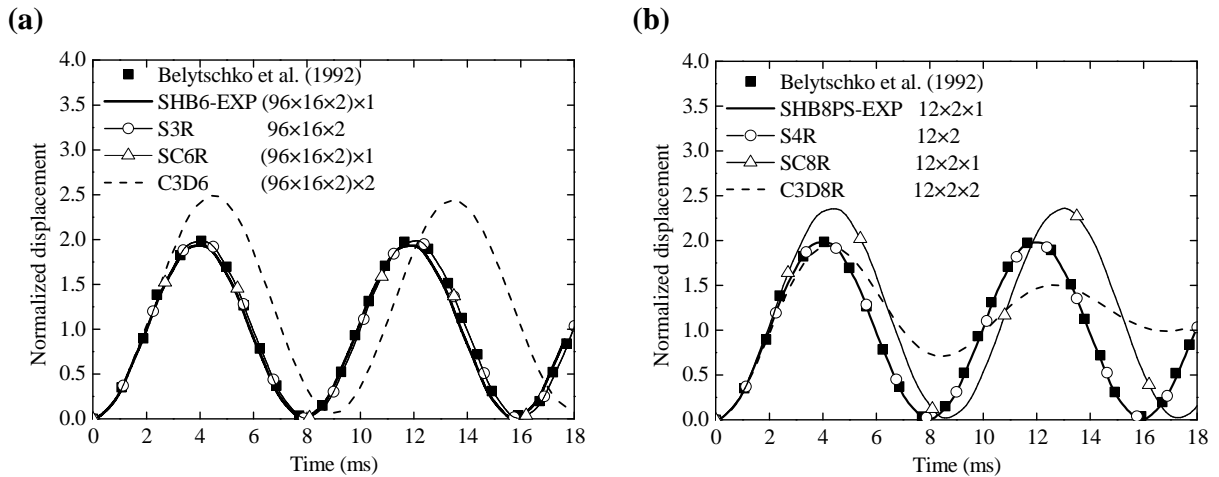 (a)
4.0
3.5
3.0
2.5
2.0
1.5
1.0
0.5
0.0
Normalized displacement
Belytschko et al. (1992)
SHB6-EXP (96×16×2)×1
S3R 96×16×2
SC6R (96×16×2)×1
C3D6 (96×16×2)×2
0 2 4 6 8 10 12 14 16 18
Time (ms)
(b)
4.0
3.5
3.0
2.5
2.0
1.5
1.0
0.5
0.0
Normalized displacement
Belytschko et al. (1992)
SHB8PS-EXP 12×2×1
S4R 12×2
SC8R 12×2×1
C3D8R 12×2×2
0 2 4 6 8 10 12 14 16 18
Time (ms)